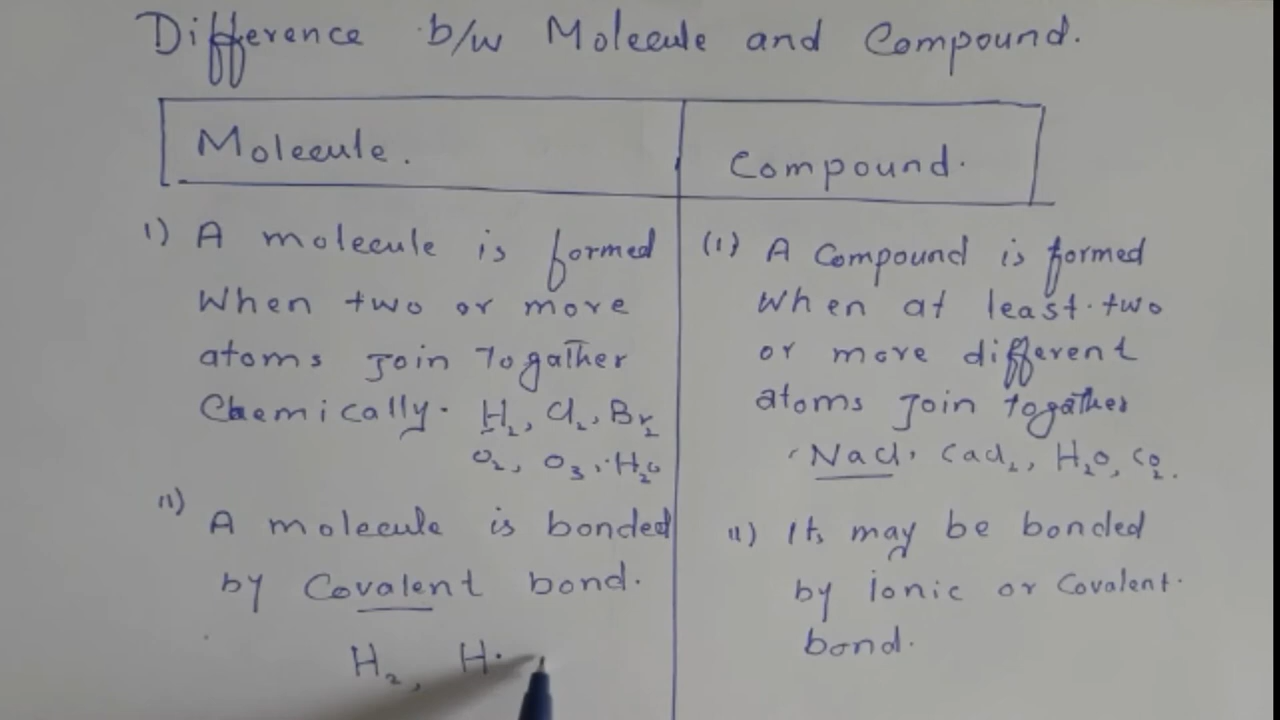 Difference b/w Molecule and Compound.
Molecule.
1) A molecule is formed
When two or more
atoms Join Togather
Chemically. H₂, Cl₂, Br₂
O₂, O₃, H₂O
11) A molecule is bonded
by Covalent bond.
H₂, H.
Compound.
(1) A Compound is formed
When at least two
or more different
atoms Join Togather
NaCl, CaCl₂, H₂O, CO₂.
11) Its may be bonded
by Ionic or Covalent.
bond.